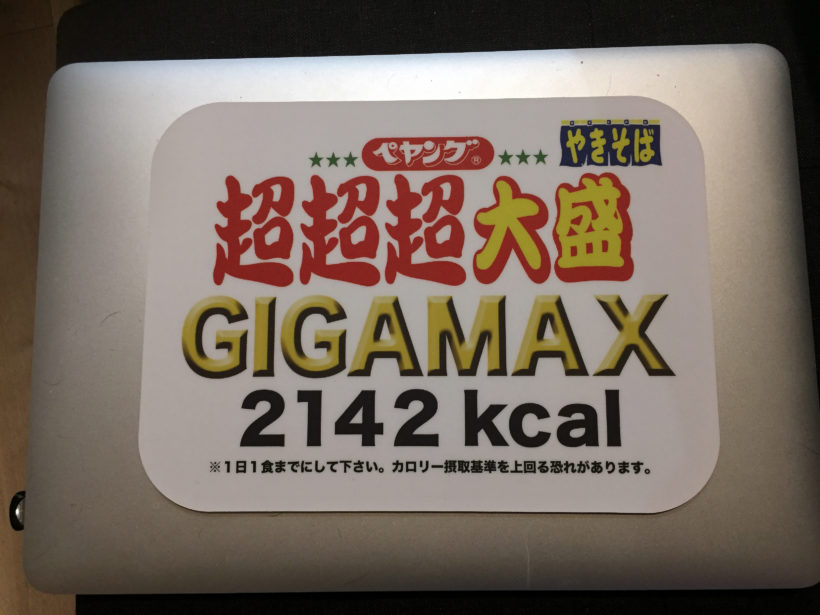 ★★★ペヤング®★★★
やきそば
超超超大盛
GIGAMAX
2142 kcal
※1日1食までにして下さい。カロリー摂取基準を上回る恐れがあります。